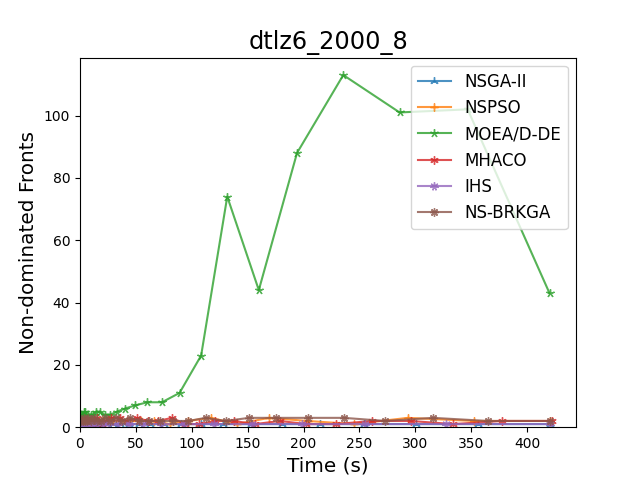 dtlz6_2000_8
Non-dominated Fronts
100
80
60
40
20
0
0 50 100 150 200 250 300 350 400
Time (s)
NSGA-II
NSPSO
MOEA/D-DE
MHACO
IHS
NS-BRKGA